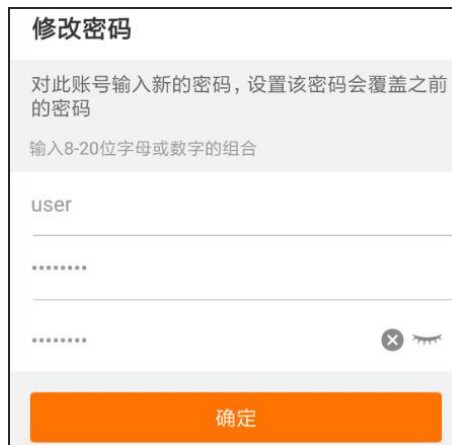 修改密码
对此账号输入新的密码，设置该密码会覆盖之前
的密码
输入8-20位字母或数字的组合
user
••••••••
••••••••
确定